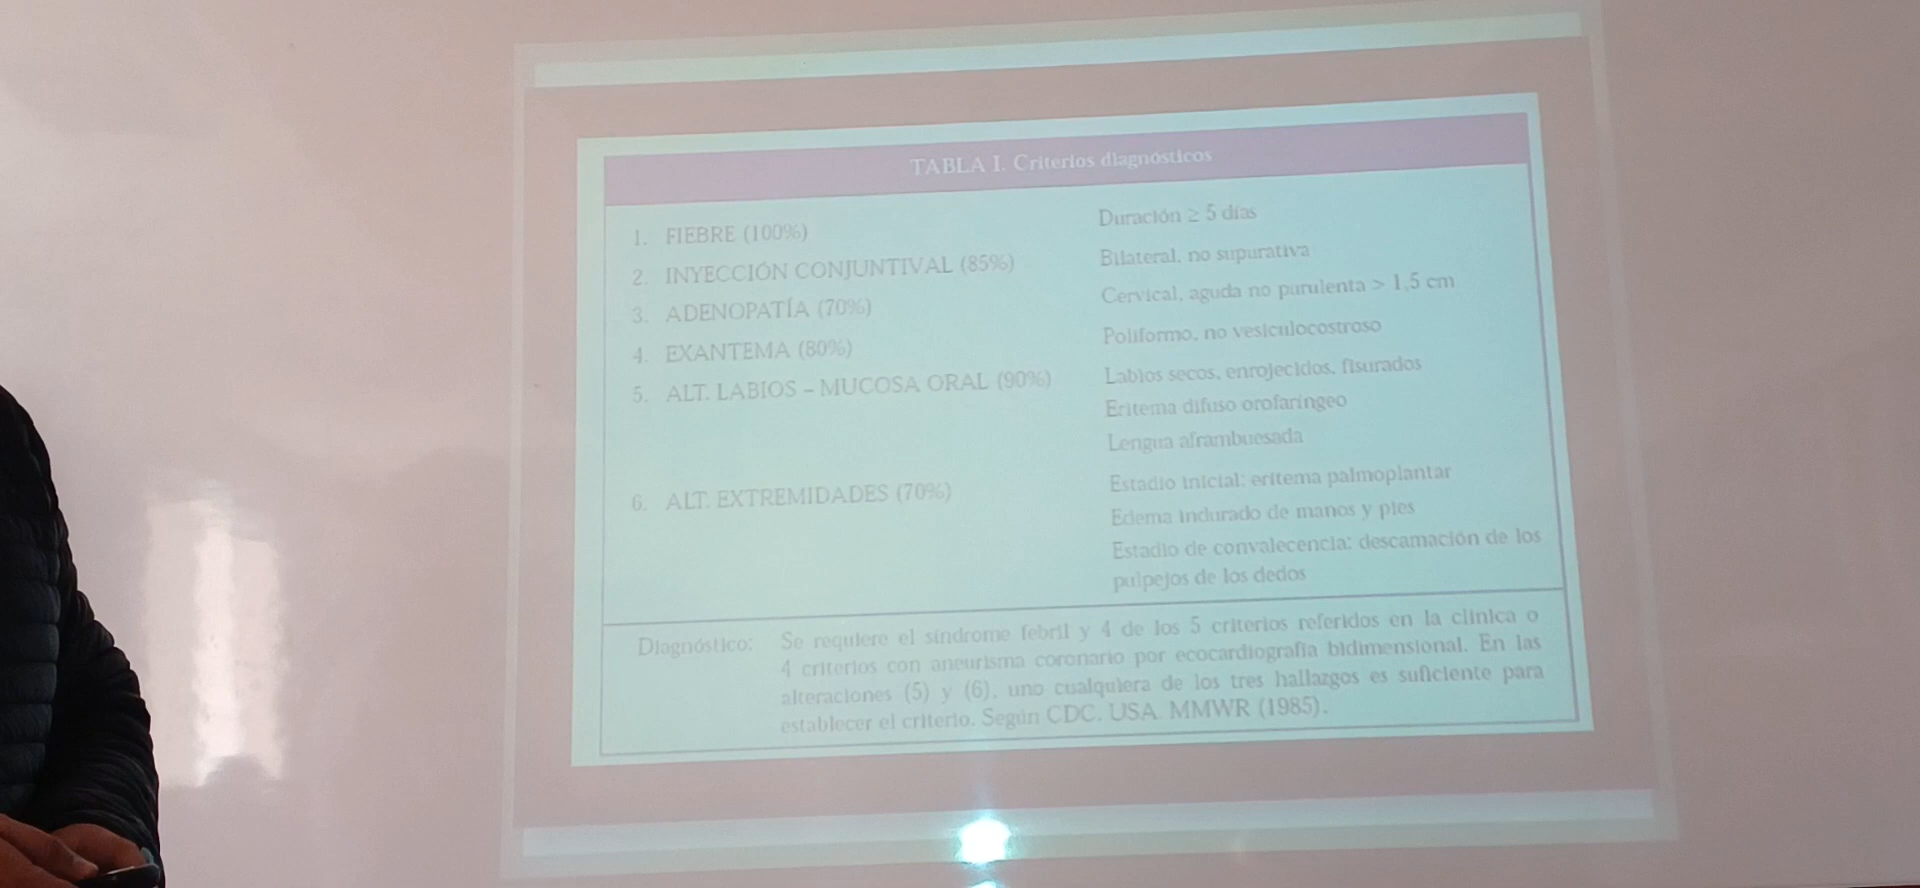 TABLA I. Criterios diagnósticos
1. FIEBRE (100%) Duración ≥ 5 días
2. INYECCIÓN CONJUNTIVAL (85%) Bilateral, no supurativa
3. ADENOPATÍA (70%) Cervical, aguda no purulenta > 1,5 cm
4. EXANTEMA (80%) Poliformo, no vesiculocostroso
5. ALT. LABIOS - MUCOSA ORAL (90%) Labios secos, enrojecidos, fisurados
Eritema difuso orofaríngeo
Lengua aframbuesada
6. ALT. EXTREMIDADES (70%) Estadio inicial: eritema palmoplantar
Edema indurado de manos y pies
Estadio de convalecencia: descamación de los
pulpejos de los dedos
Diagnóstico: Se requiere el síndrome febril y 4 de los 5 criterios referidos en la clínica o
4 criterios con aneurisma coronario por ecocardiografía bidimensional. En las
alteraciones (5) y (6), uno cualquiera de los tres hallazgos es suficiente para
establecer el criterio. Según CDC. USA. MMWR (1985).